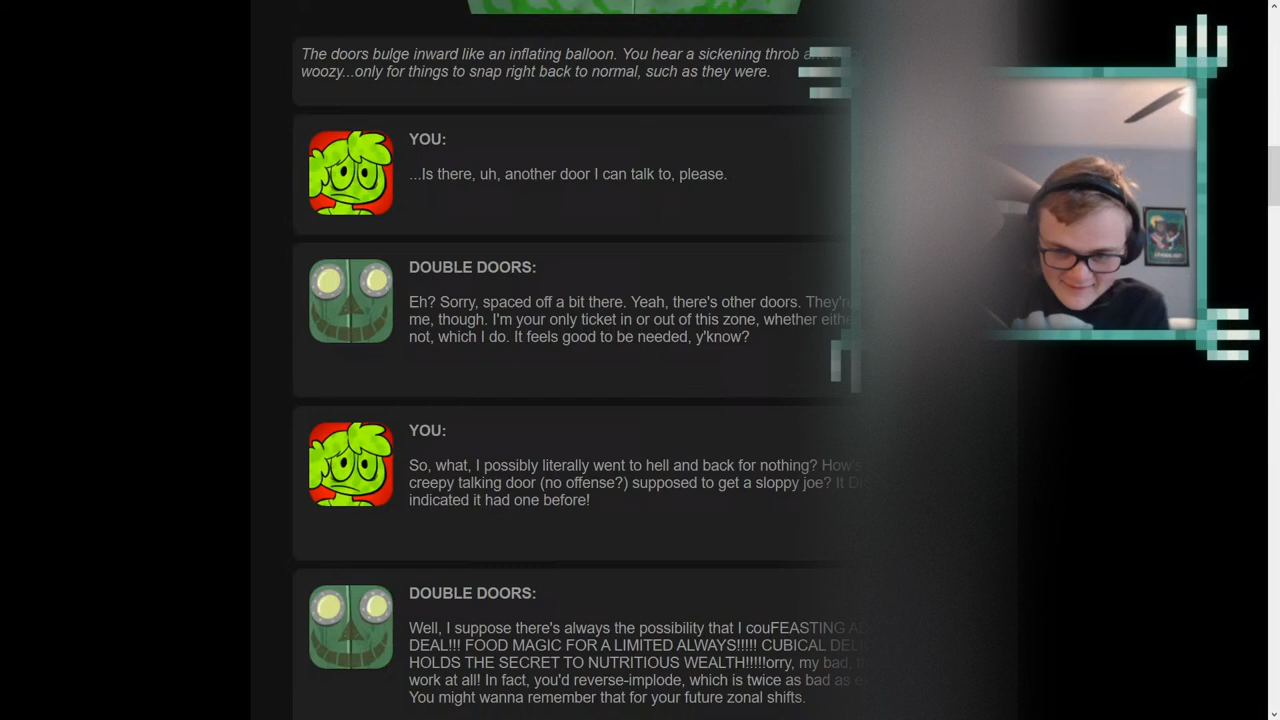 The doors bulge inward like an inflating balloon. You hear a sickening throb
woozy...only for things to snap right back to normal, such as they were.
YOU:
...Is there, uh, another door I can talk to, please.
DOUBLE DOORS:
Eh? Sorry, spaced off a bit there. Yeah, there's other doors. They're
me, though. I'm your only ticket in or out of this zone, whether
not, which I do. It feels good to be needed, y'know?
YOU:
So, what, I possibly literally went to hell and back for nothing? How's
creepy talking door (no offense?) supposed to get a sloppy joe? It
indicated it had one before!
DOUBLE DOORS:
Well, I suppose there's always the possibility that I couFEASTING
DEAL!!! FOOD MAGIC FOR A LIMITED ALWAYS!!!!! CUBICAL
HOLDS THE SECRET TO NUTRITIOUS WEALTH!!!!!orry, my bad,
work at all! In fact, you'd reverse-implode, which is twice as bad as
You might wanna remember that for your future zonal shifts.